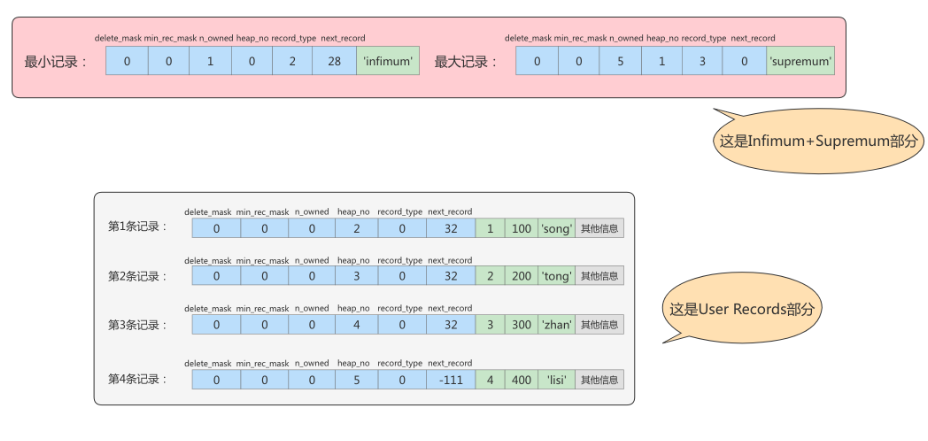 delete_mask min_rec_mask n_owned heap_no record_type next_record
最小记录： 0 0 1 0 2 28 'infimum'
delete_mask min_rec_mask n_owned heap_no record_type next_record
最大记录： 0 0 5 1 3 0 'supremum'
这是Infimum+Supremum部分
delete_mask min_rec_mask n_owned heap_no record_type next_record
第1条记录： 0 0 0 2 0 32 1 100 'song' 其他信息
delete_mask min_rec_mask n_owned heap_no record_type next_record
第2条记录： 0 0 0 3 0 32 2 200 'tong' 其他信息
delete_mask min_rec_mask n_owned heap_no record_type next_record
第3条记录： 0 0 0 4 0 32 3 300 'zhan' 其他信息
delete_mask min_rec_mask n_owned heap_no record_type next_record
第4条记录： 0 0 0 5 0 -111 4 400 'lisi' 其他信息
这是User Records部分